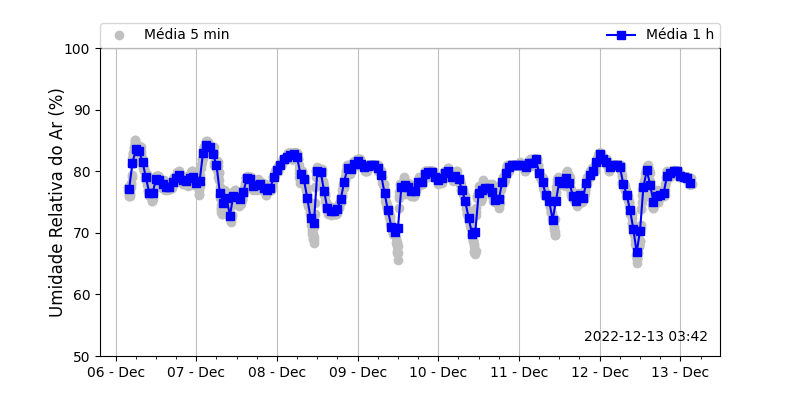 Média 5 min
Média 1 h
Umidade Relativa do Ar (%)
100
90
80
70
60
50
2022-12-13 03:42
06 - Dec
07 - Dec
08 - Dec
09 - Dec
10 - Dec
11 - Dec
12 - Dec
13 - Dec